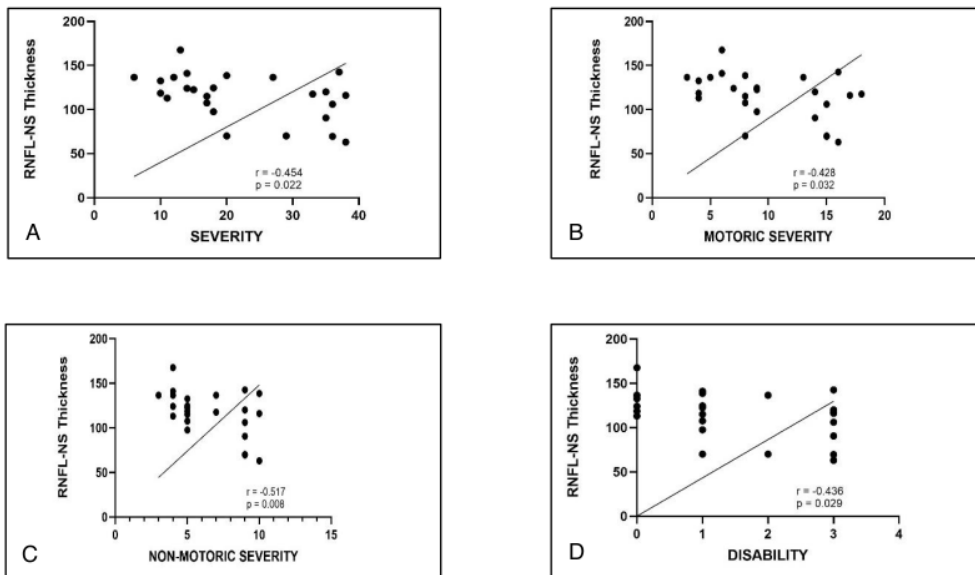 200
150
100
50
0
RNFL-NS Thickness
0 10 20 30 40
r = -0.454
p = 0.022
A
SEVERITY
200
150
100
50
0
RNFL-NS Thickness
0 5 10 15 20
r = -0.428
p = 0.032
B
MOTORIC SEVERITY
200
150
100
50
0
RNFL-NS Thickness
0 5 10 15
r = -0.517
p = 0.008
C
NON-MOTORIC SEVERITY
200
150
100
50
0
RNFL-NS Thickness
0 1 2 3 4
r = -0.436
p = 0.029
D
DISABILITY